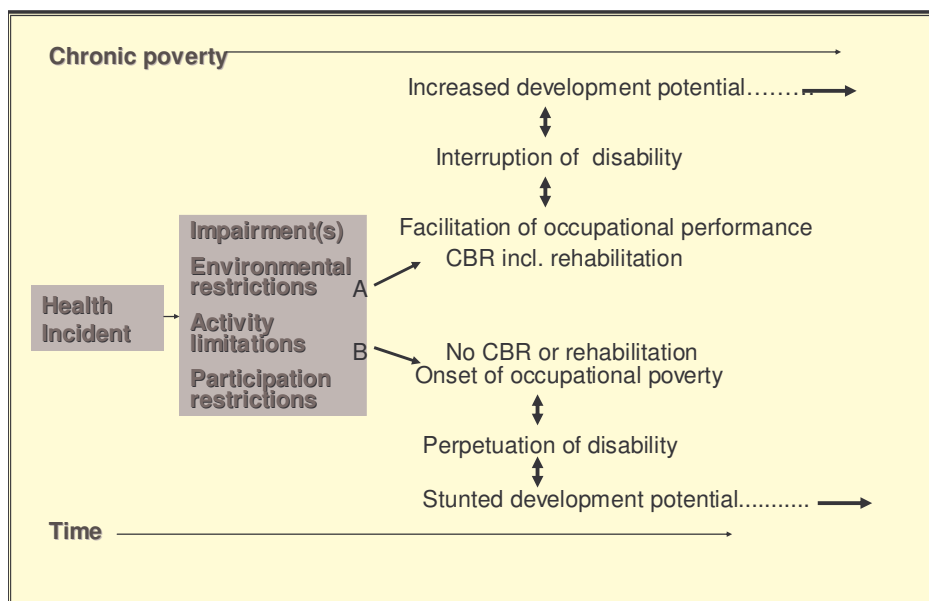 Chronic poverty
Increased development potential………
Interruption of disability
Facilitation of occupational performance
CBR incl. rehabilitation
Impairment(s)
Environmental
restrictions
A
Activity
limitations
B
Participation
restrictions
Health
Incident
No CBR or rehabilitation
Onset of occupational poverty
Perpetuation of disability
Stunted development potential...........
Time